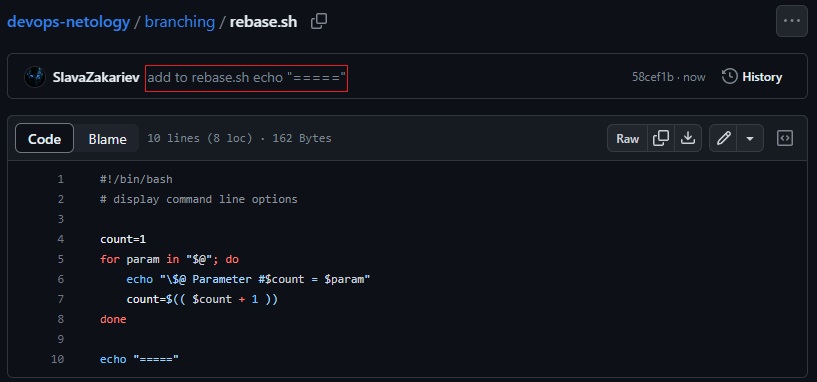 devops-netology / branching / rebase.sh
SlavaZakariev add to rebase.sh echo "=====" 58cef1b · now History
Code Blame 10 lines (8 loc) · 162 Bytes Raw
1 #!/bin/bash
2 # display command line options
3
4 count=1
5 for param in "$@"; do
6     echo "\$@ Parameter #$count = $param"
7     count=$(( $count + 1 ))
8 done
9
10 echo "====="